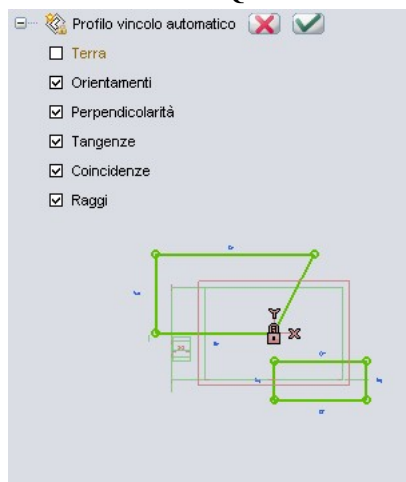 Profilo vincolo automatico
Terra
Orientamenti
Perpendicolarità
Tangenze
Coincidenze
Raggi
Y
X